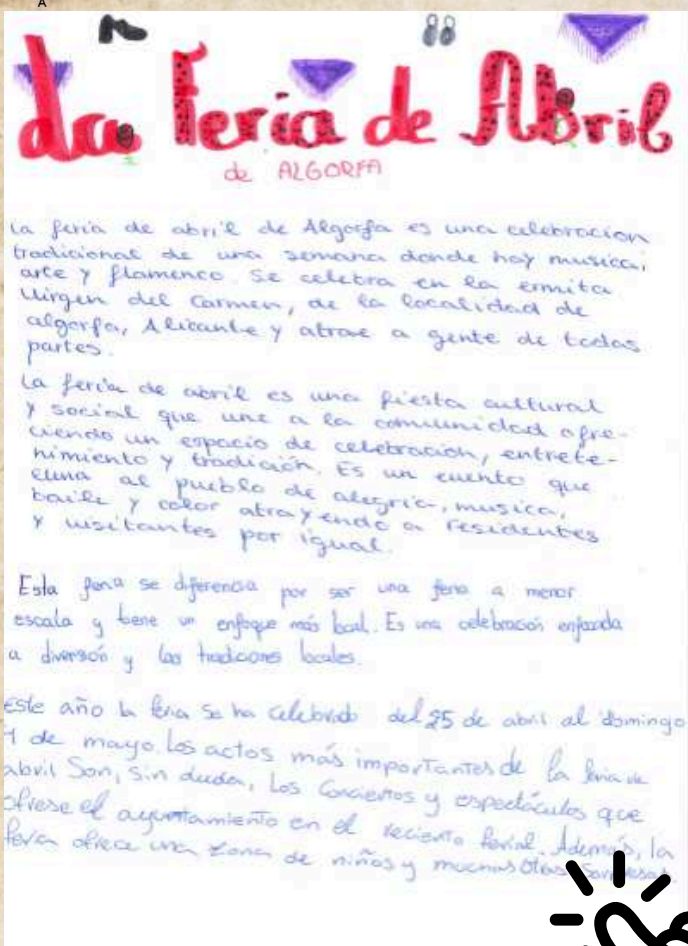 A
La Feria de Abril
de ALGORFA
La feria de abril de Algorfa es una celebracion
tradicional de una semana donde hay musica,
arte y flamenco. Se celebra en la ermita
Virgen del Carmen, de la localidad de
algorfa, Alicante y atrae a gente de todas
partes.
La feria de abril es una fiesta cultural
y social que une a la comunidad ofre-
ciendo un espacio de celebración, entrete-
nimiento y tradición. Es un evento que
llena al pueblo de alegría, musica,
baile y color atrayendo a residentes
y visitantes por igual.
Esta feria se diferencia por ser una feria a menor
escala y tiene un enfoque más local. Es una celebración enfocada
a diversión y las tradiciones locales.
Este año la feria se ha celebrado del 25 de abril al domingo
de mayo. Los actos más importantes de la feria de
abril Son, sin duda, Los Conciertos y espectáculos que
ofrese el ayuntamiento en el reciento ferial. Además, la
feria ofrece una zona de niños y muchas otras sorpresas.